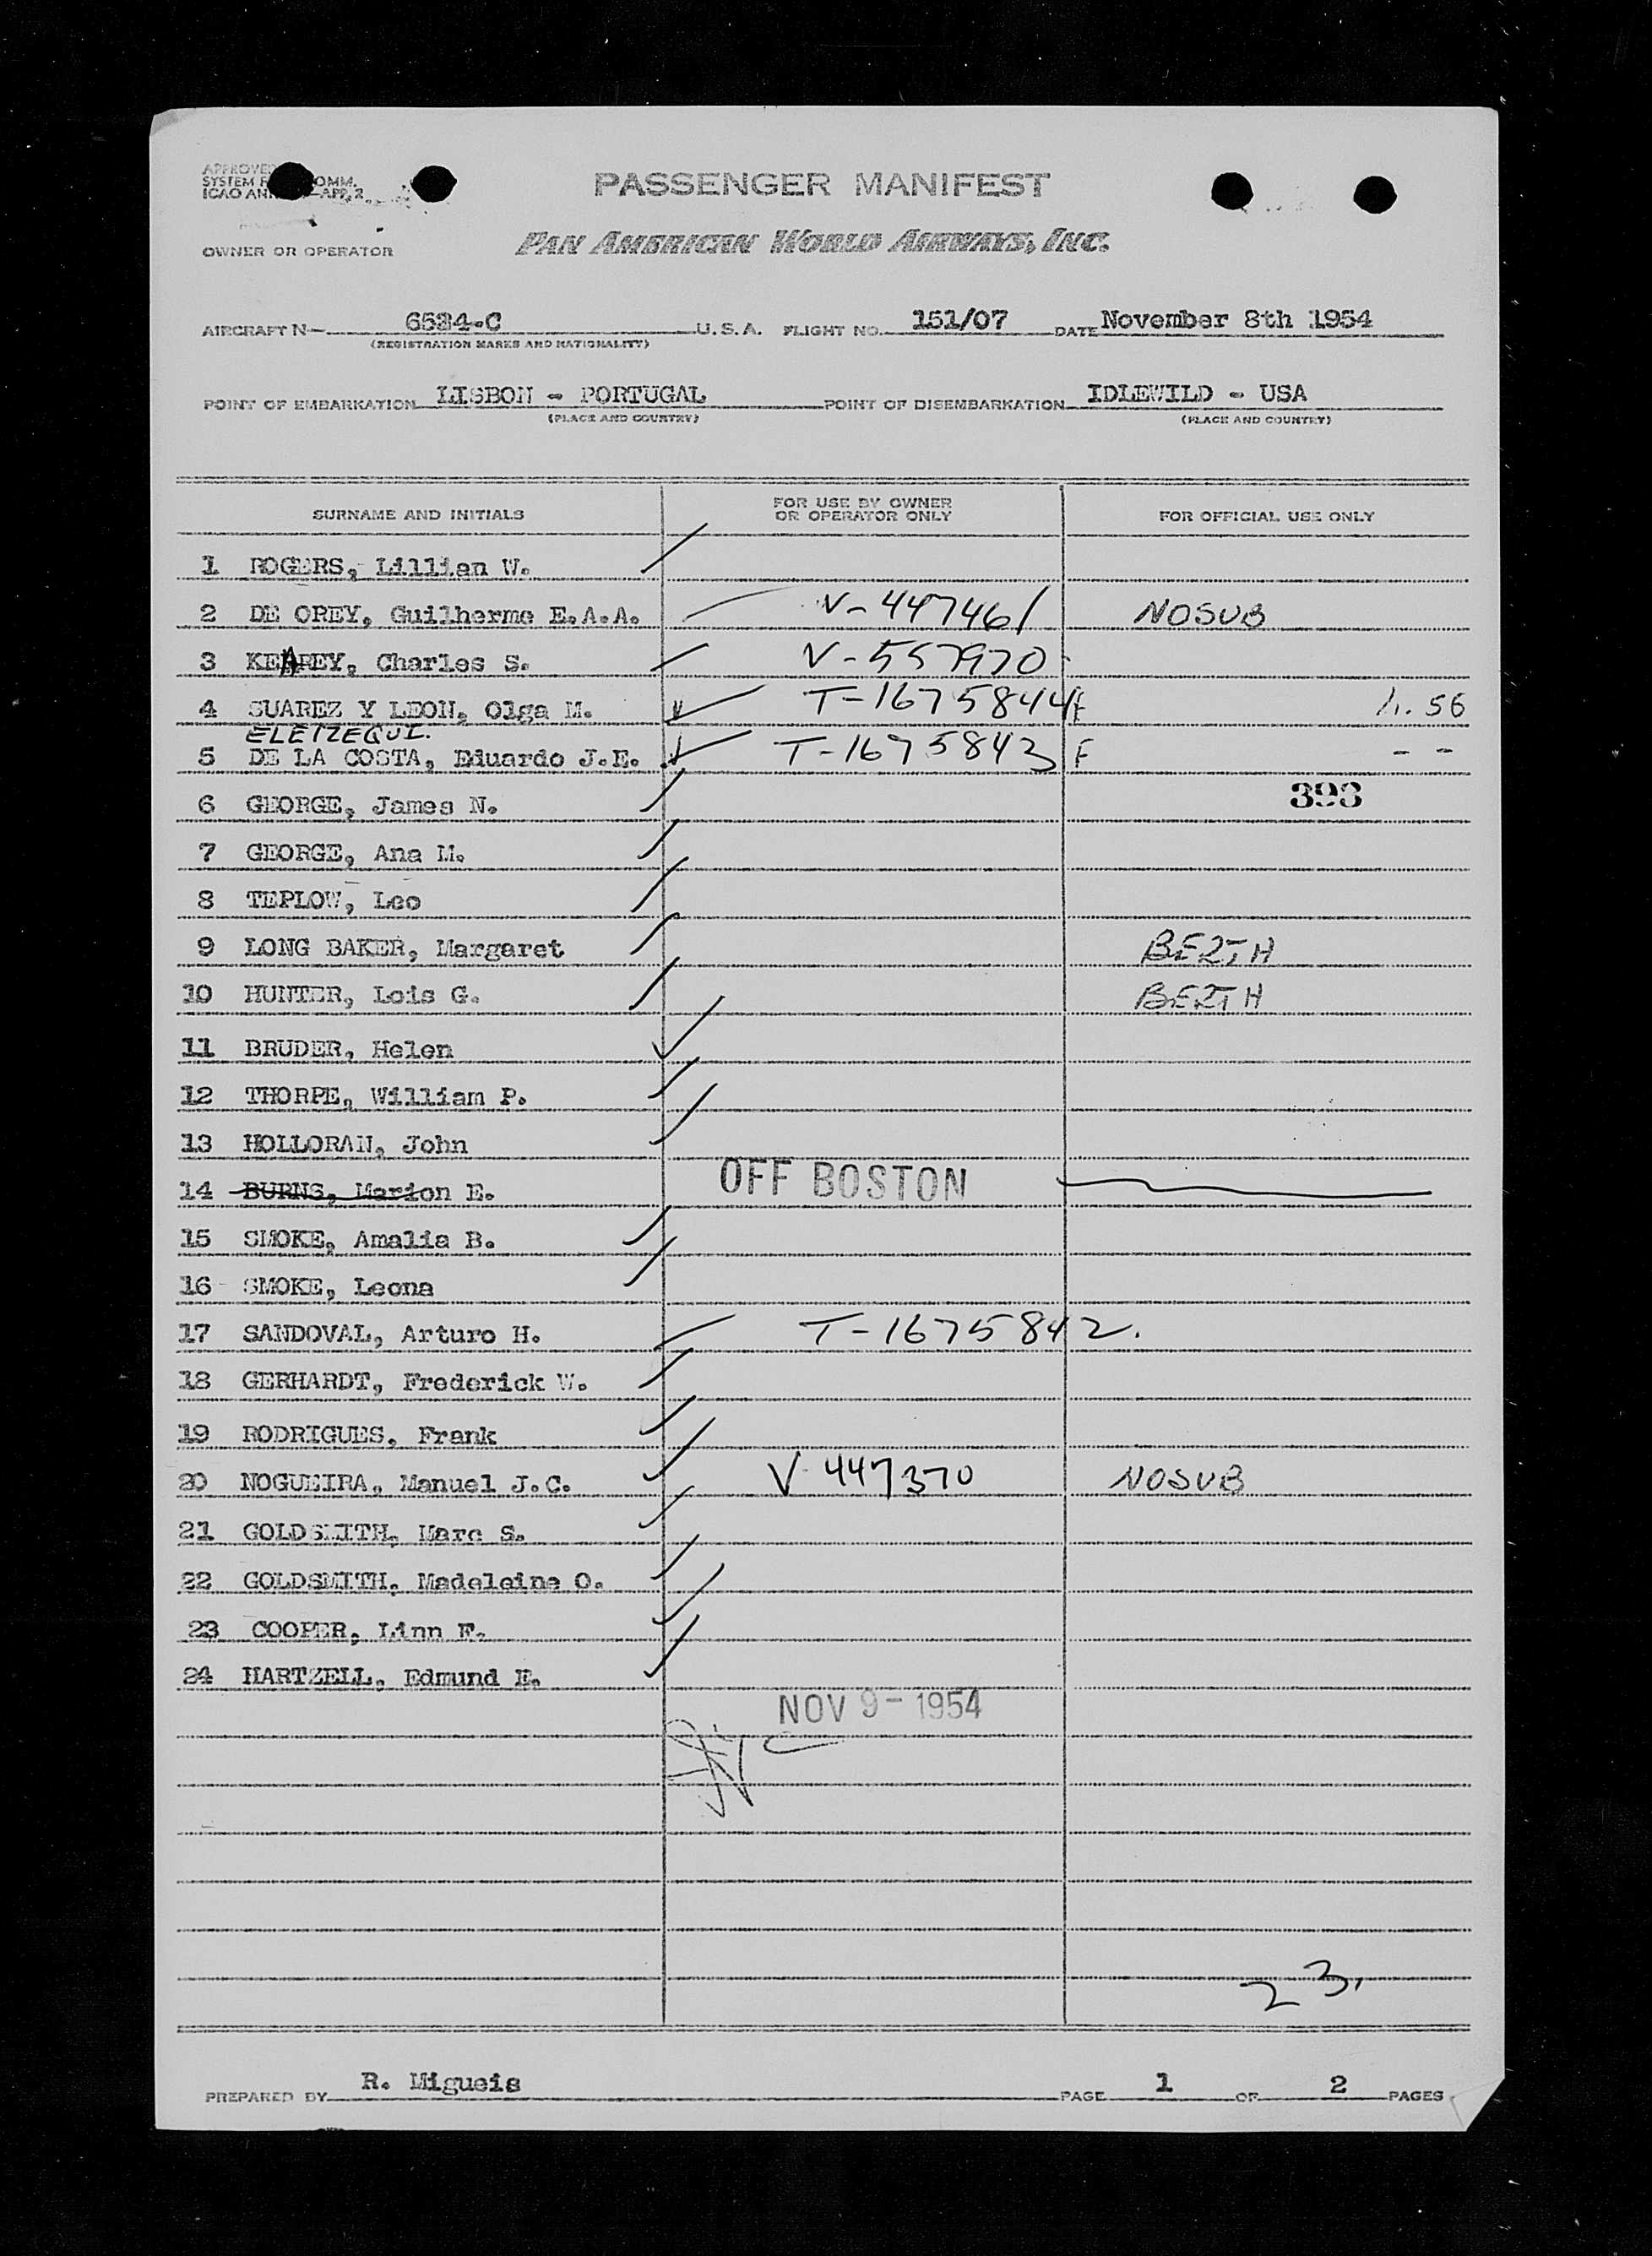 APPROVED
SYSTEM OMM.
ICAO APP. 2
PASSENGER MANIFEST
OWNER OR OPERATOR PAN AMERICAN WORLD AIRWAYS, INC.
AIRCRAFT N- 6534-C U. S. A. FLIGHT NO. 151/07 DATE November 8th 1954
(REGISTRATION MARKS AND NATIONALITY)
POINT OF EMBARKATION LISBON - PORTUGAL POINT OF DISEMBARKATION IDLEWILD - USA
(PLACE AND COUNTRY) (PLACE AND COUNTRY)
SURNAME AND INITIALS FOR USE BY OWNER OR OPERATOR ONLY FOR OFFICIAL USE ONLY
1 ROGERS, Lillian W.
2 DE OREY, Guilherme E.A.A. V-447461 NOSUB
3 KEAREY, Charles S. V-557970
4 SUAREZ Y LEON, Olga M. T-1675844 F 56
ELEIZEQUI.
5 DE LA COSTA, Eduardo J.E. T-1675843 F - -
6 GEORGE, James N. 393
7 GEORGE, Ana M.
8 TEPLOW, Leo
9 LONG BAKER, Margaret BERTH
10 HUNTER, Lois G. BERTH
11 BRUDER, Helen
12 THORPE, William P.
13 HOLLORAN, John
14 BURNS, Marion E. OFF BOSTON
15 SMOKE, Amalia B.
16 SMOKE, Leona
17 SANDOVAL, Arturo H. T-1675842.
18 GERHARDT, Frederick W.
19 RODRIGUES, Frank
20 NOGUEIRA, Manuel J.C. V-447370 NOSUB
21 GOLDSMITH, Marc S.
22 GOLDSMITH, Madeleine O.
23 COOPER, Linn F.
24 HARTZELL, Edmund E.
NOV 9 - 1954
23.
PREPARED BY R. Migueis PAGE 1 OF 2 PAGES